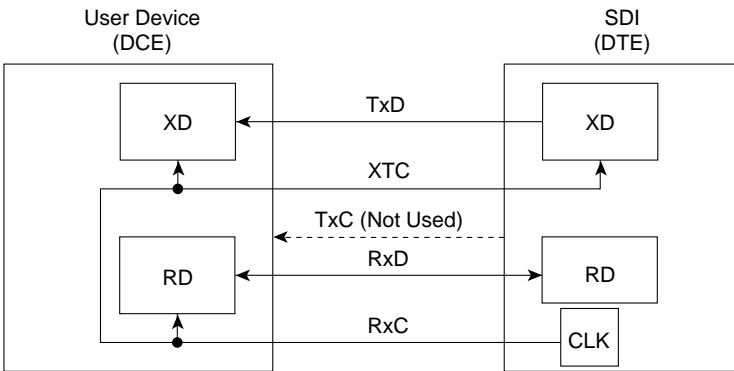 User Device
(DCE)
SDI
(DTE)
XD
TxD
XD
XTC
TxC (Not Used)
RxD
RD
RD
RxC
CLK